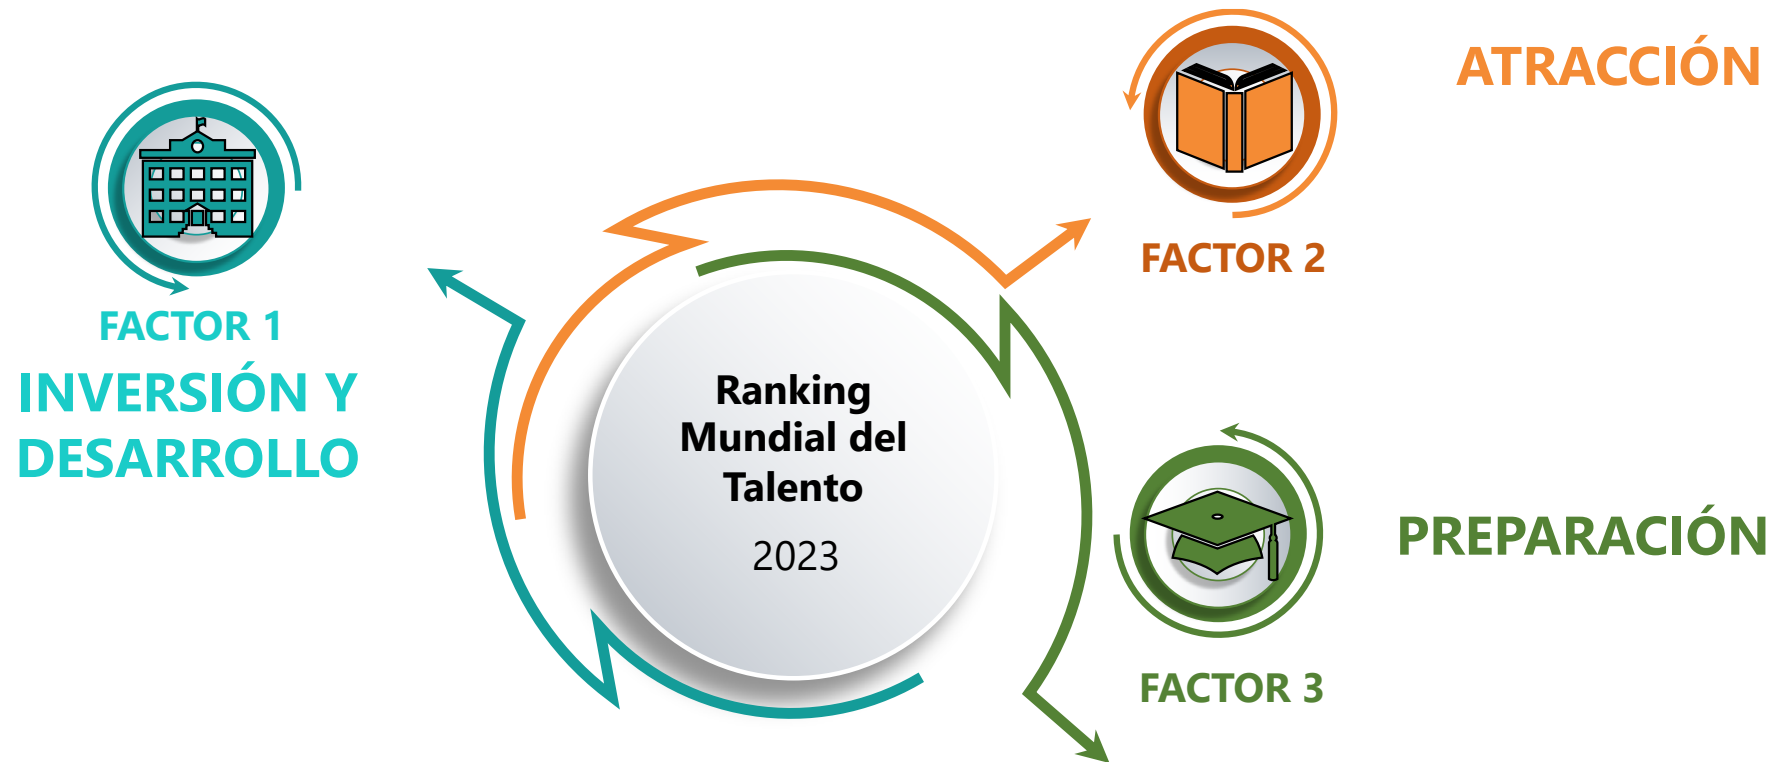 FACTOR 1
INVERSIÓN Y
DESARROLLO
Ranking
Mundial del
Talento
2023
ATRACCIÓN
FACTOR 2
PREPARACIÓN
FACTOR 3